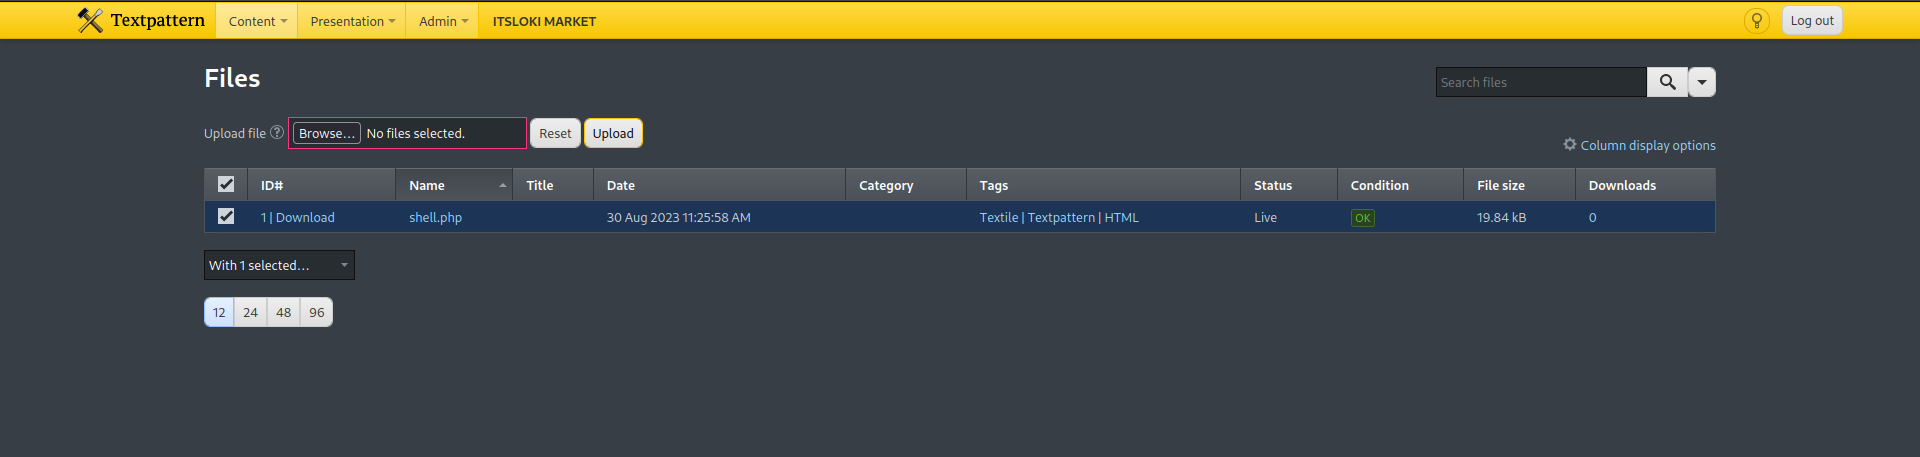 Textpattern Content Presentation Admin ITSLOKI MARKET Log out
Files
Search files
Upload file ? Browse... No files selected. Reset Upload
Column display options
ID# Name Title Date Category Tags Status Condition File size Downloads
1 | Download shell.php 30 Aug 2023 11:25:58 AM Textile | Textpattern | HTML Live OK 19.84 kB 0
With 1 selected...
12 24 48 96